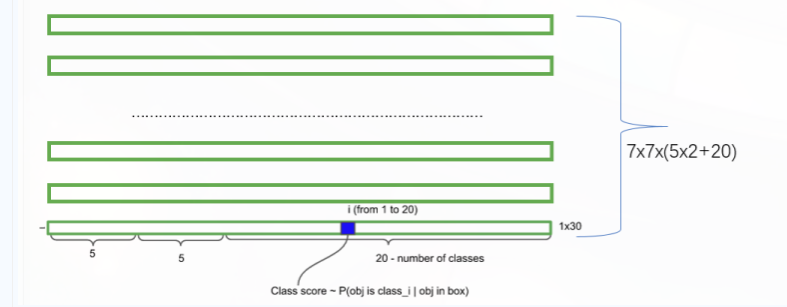 7x7x(5x2+20)
i (from 1 to 20)
1x30
5
5
20 - number of classes
Class score ~ P(obj is class_i | obj in box)